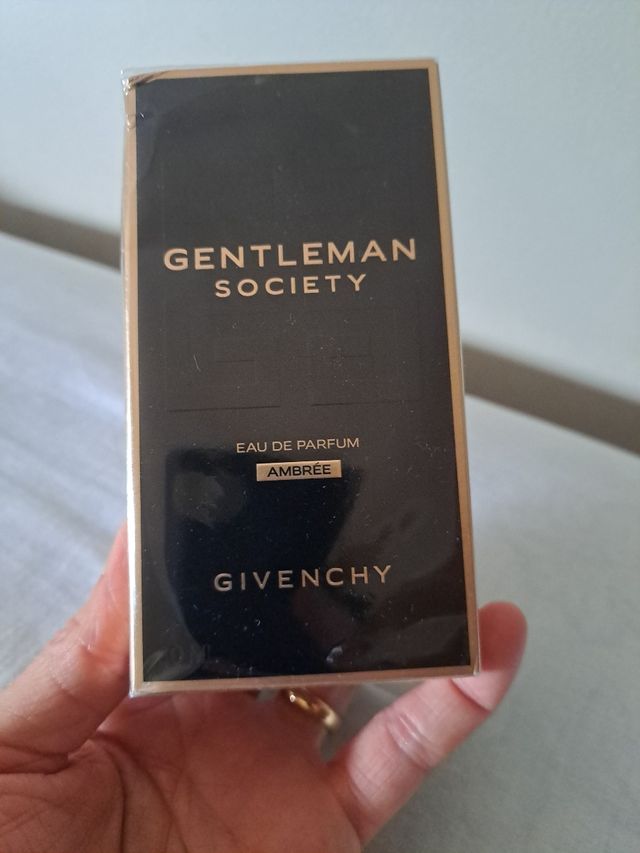 GENTLEMAN
SOCIETY
EAU DE PARFUM
AMBRÉE
GIVENCHY